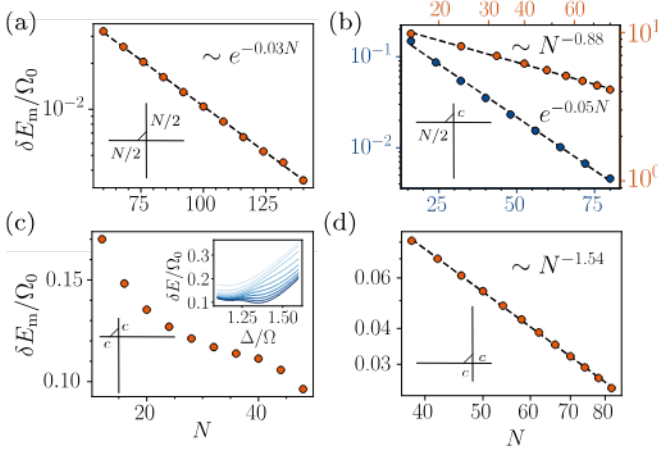 (a)
∼ e^{-0.03N}
δE_m/Ω_0
10^{-2}
N/2
N/2
75 100 125
(b)
20 30 40 60
∼ N^{-0.88}
e^{-0.05N}
10^{-1}
10^{-2}
10^1
10^0
c
N/2
25 50 75
(c)
δE_m/Ω_0
0.15
0.10
δE/Ω_0
0.3
0.2
0.1
1.25 1.50
Δ/Ω
c
c
20 40
N
(d)
∼ N^{-1.54}
0.06
0.04
0.03
c c
40 50 60 70 80
N